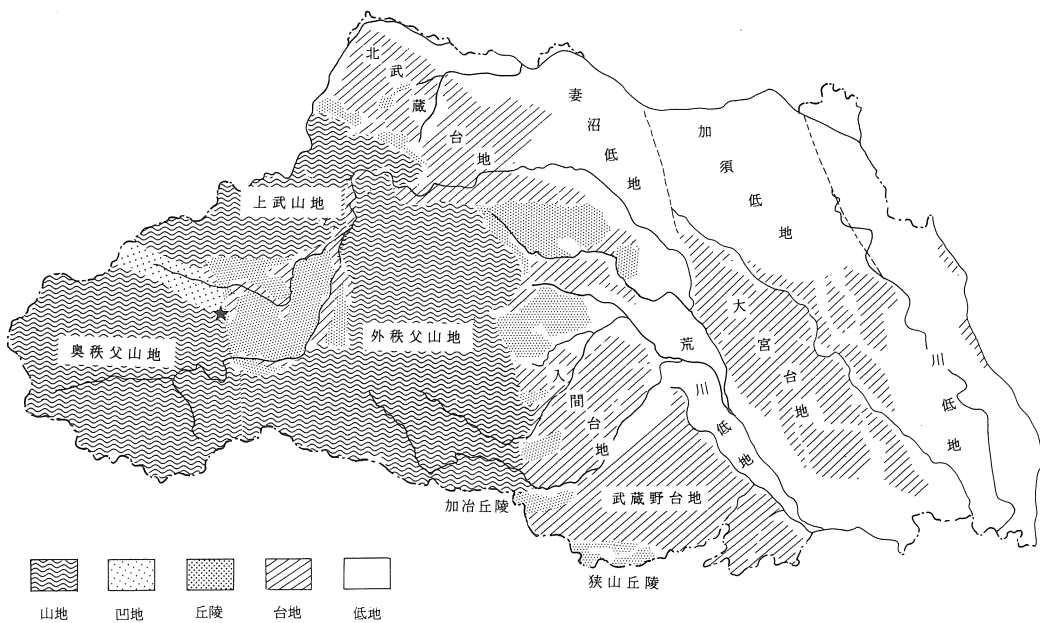 北武蔵台地
妻沼低地
加須低地
上武山地
奥秩父山地
外秩父山地
大宮台地
荒川低地
川低地
入間台地
武蔵野台地
加治丘陵
狭山丘陵
山地
凹地
丘陵
台地
低地